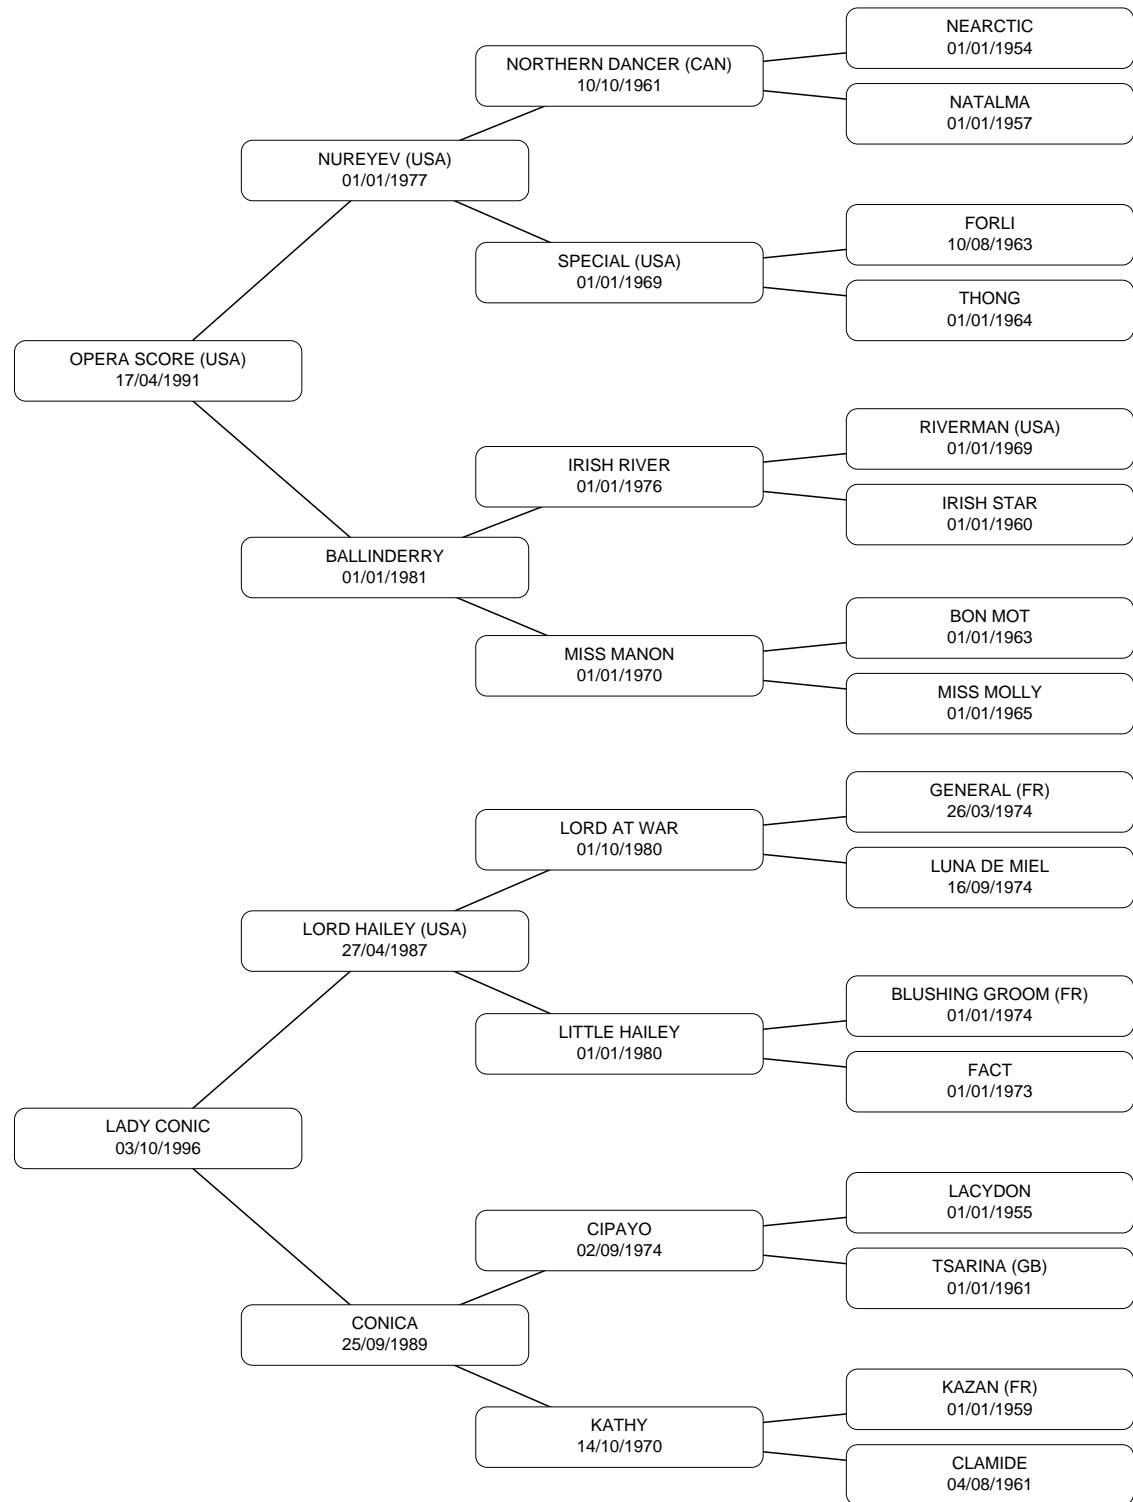 NEARCTIC
01/01/1954
NORTHERN DANCER (CAN)
10/10/1961
NATALMA
01/01/1957
NUREYEV (USA)
01/01/1977
FORLI
10/08/1963
SPECIAL (USA)
01/01/1969
THONG
01/01/1964
OPERA SCORE (USA)
17/04/1991
RIVERMAN (USA)
01/01/1969
IRISH RIVER
01/01/1976
IRISH STAR
01/01/1960
BALLINDERRY
01/01/1981
BON MOT
01/01/1963
MISS MANON
01/01/1970
MISS MOLLY
01/01/1965
GENERAL (FR)
26/03/1974
LORD AT WAR
01/10/1980
LUNA DE MIEL
16/09/1974
LORD HAILEY (USA)
27/04/1987
BLUSHING GROOM (FR)
01/01/1974
LITTLE HAILEY
01/01/1980
FACT
01/01/1973
LADY CONIC
03/10/1996
LACYDON
01/01/1955
CIPAYO
02/09/1974
TSARINA (GB)
01/01/1961
CONICA
25/09/1989
KAZAN (FR)
01/01/1959
KATHY
14/10/1970
CLAMIDE
04/08/1961